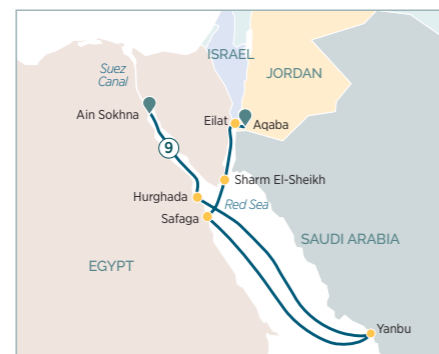 ISRAEL
Suez
Canal
JORDAN
Ain Sokhna
Eilat
Aqaba
9
Sharm El-Sheikh
Hurghada
Red Sea
Safaga
SAUDI ARABIA
EGYPT
Yanbu